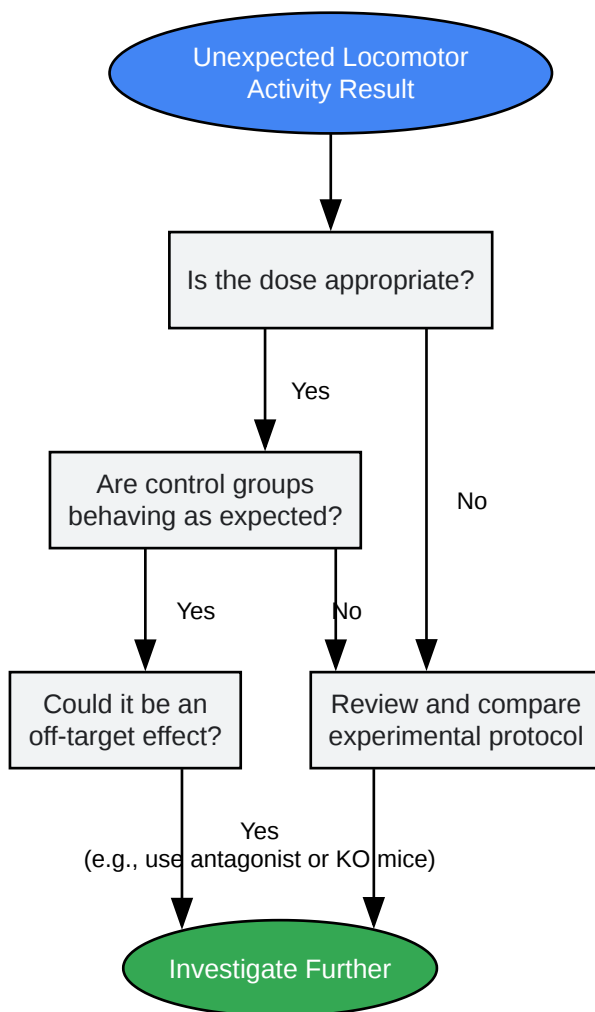 Unexpected Locomotor
Activity Result
Is the dose appropriate?
Yes
Are control groups
behaving as expected?
No
Yes
No
Could it be an
off-target effect?
Review and compare
experimental protocol
Yes
(e.g., use antagonist or KO mice)
Investigate Further